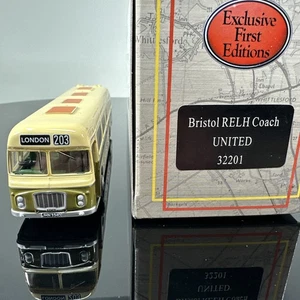 Exclusive
First
Editions
Bristol RELH Coach
UNITED
32201
LONDON 203